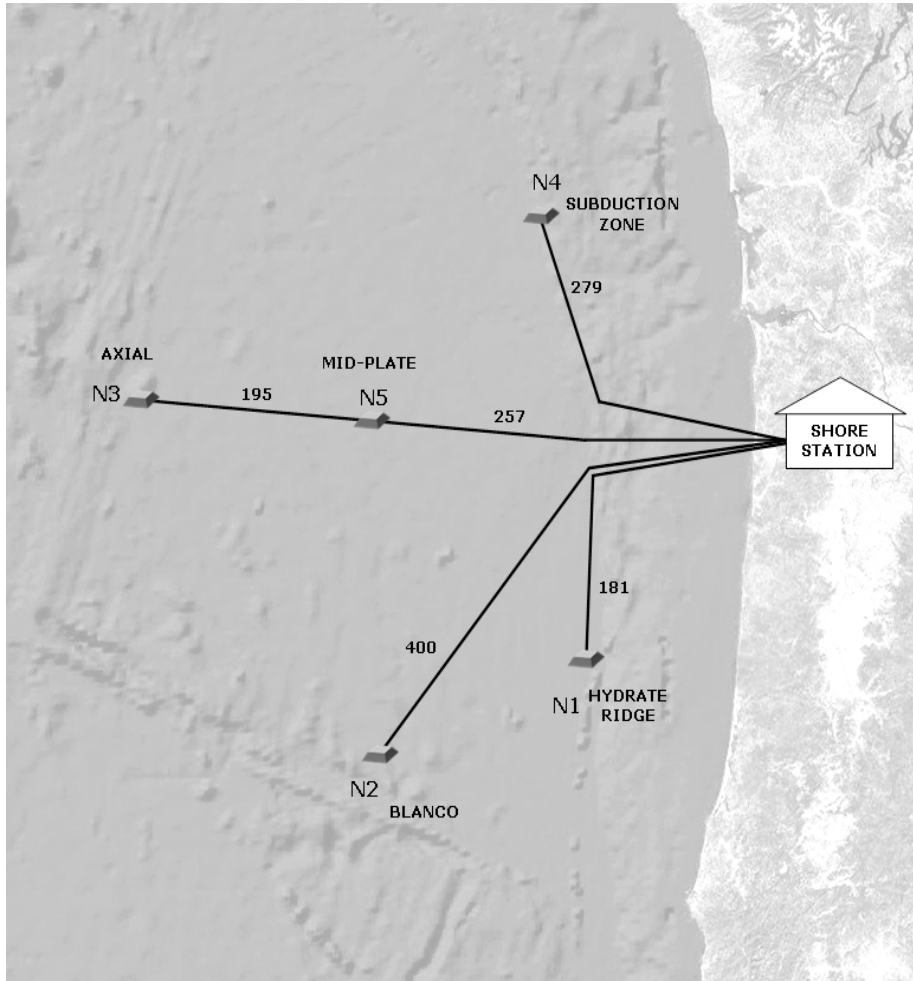 N4
SUBDUCTION
ZONE
279
AXIAL
MID-PLATE
N3
195
N5
257
SHORE
STATION
181
400
N1
HYDRATE
RIDGE
N2
BLANCO